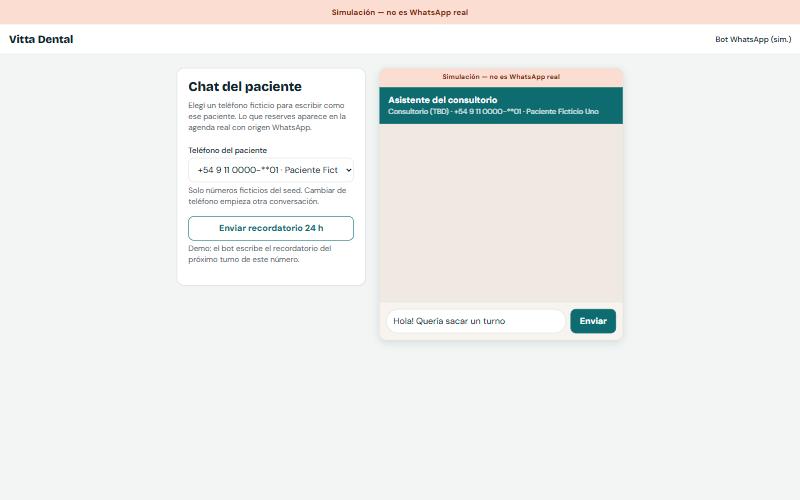 Simulación — no es WhatsApp real
Vitta Dental
Bot WhatsApp (sim.)
Chat del paciente
Elegí un teléfono ficticio para escribir como
ese paciente. Lo que reserves aparece en la
agenda real con origen WhatsApp.
Teléfono del paciente
+54 9 11 0000-**01 · Paciente Fict
Solo números ficticios del seed. Cambiar de
teléfono empieza otra conversación.
Enviar recordatorio 24 h
Demo: el bot escribe el recordatorio del
próximo turno de este número.
Simulación — no es WhatsApp real
Asistente del consultorio
Consultorio (TBD) · +54 9 11 0000-**01 · Paciente Ficticio Uno
Hola! Quería sacar un turno
Enviar